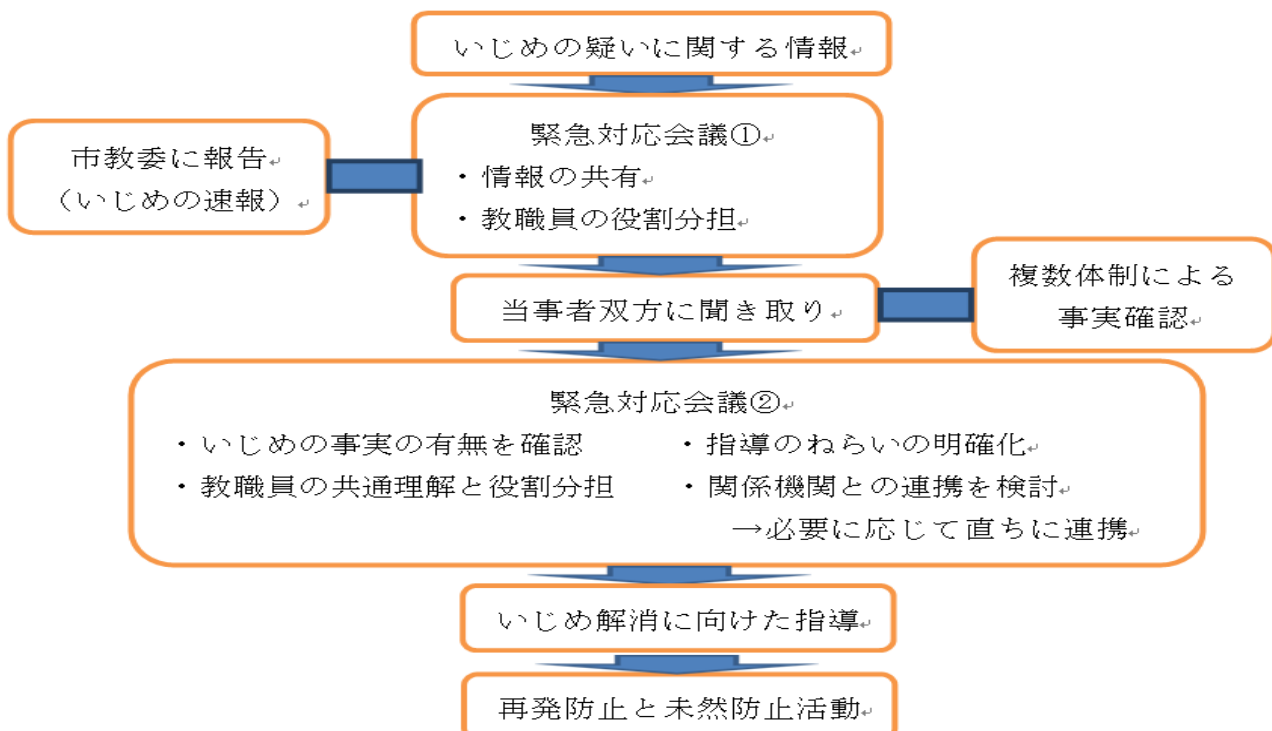 いじめの疑いに関する情報
緊急対応会議①
・情報の共有
・教職員の役割分担
市教委に報告
（いじめの速報）
当事者双方に聞き取り
複数体制による
事実確認
緊急対応会議②
・いじめの事実の有無を確認
・教職員の共通理解と役割分担
・指導のねらいの明確化
・関係機関との連携を検討
→必要に応じて直ちに連携
いじめ解消に向けた指導
再発防止と未然防止活動